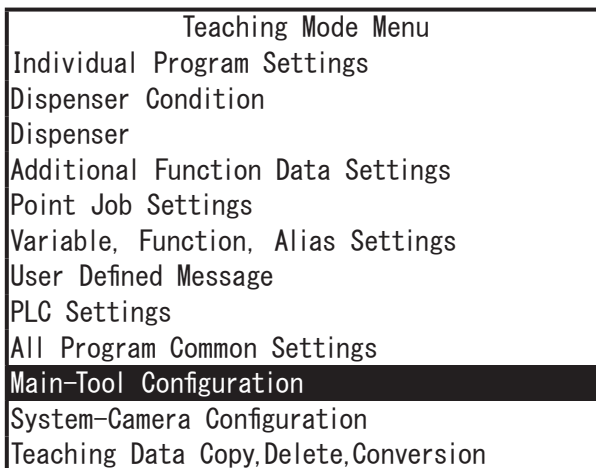 Teaching Mode Menu
Individual Program Settings
Dispenser Condition
Dispenser
Additional Function Data Settings
Point Job Settings
Variable, Function, Alias Settings
User Defined Message
PLC Settings
All Program Common Settings
Main-Tool Configuration
System-Camera Configuration
Teaching Data Copy,Delete,Conversion